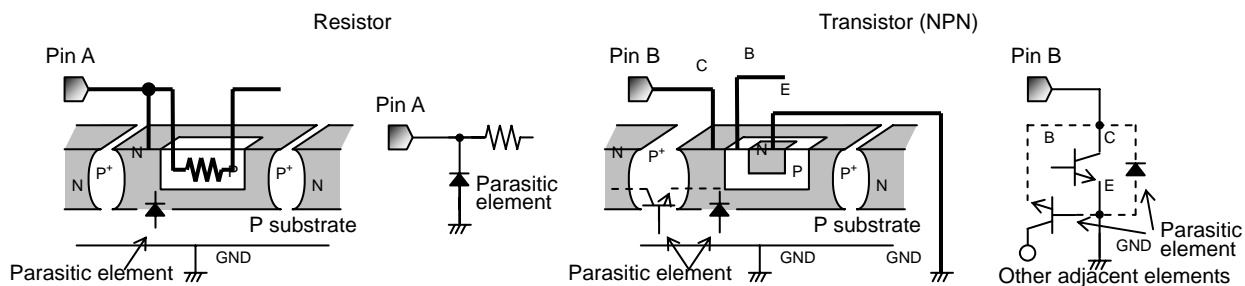 Resistor
Transistor (NPN)
Pin A
Pin B
C
B
E
Pin B
Pin A
B
C
N
P+
N
P
P+
N
N
P+
N
P
P+
N
E
Parasitic
element
P substrate
P substrate
Parasitic
element
GND
GND
GND
GND
Parasitic element
Parasitic element
Other adjacent elements